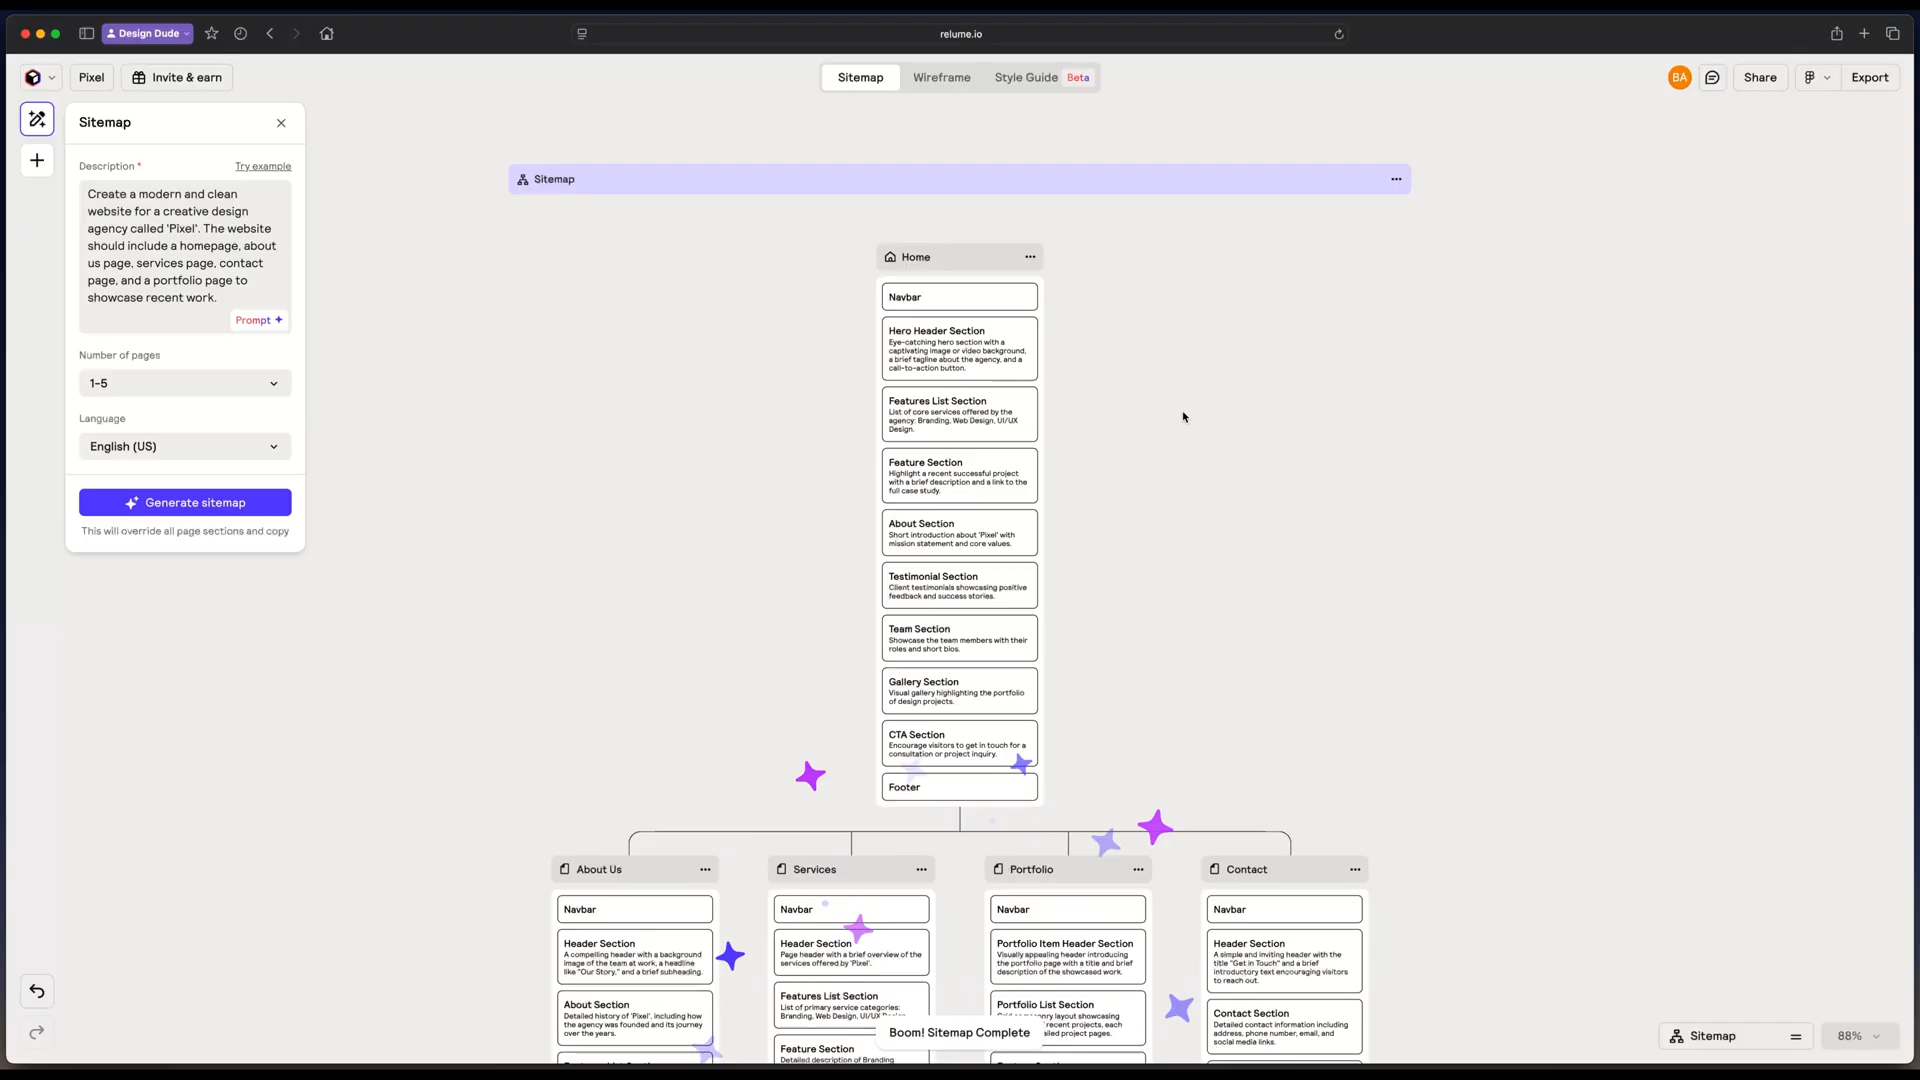 Design Dude
relume.io
Pixel
Invite & earn
Sitemap
Wireframe
Style Guide Beta
BA
Share
Export
Sitemap
Description *
Try example
Create a modern and clean
website for a creative design
agency called 'Pixel'. The website
should include a homepage, about
us page, services page, contact
page, and a portfolio page to
showcase recent work.
Prompt
Number of pages
1-5
Language
English (US)
Generate sitemap
This will override all page sections and copy
Sitemap
Home
Navbar
Hero Header Section
Eye-catching hero section with a
captivating image or video background,
a brief tagline about the agency, and a
call-to-action button.
Features List Section
List of core services offered by the
agency: Branding, Web Design, UI/UX
Design.
Feature Section
Highlight a recent successful project
with a brief description and a link to the
full case study.
About Section
Short introduction about 'Pixel' with
mission statement and core values.
Testimonial Section
Client testimonials showcasing positive
feedback and success stories.
Team Section
Showcase the team members with their
roles and short bios.
Gallery Section
Visual gallery highlighting the portfolio
of design projects.
CTA Section
Encourage visitors to get in touch for a
consultation or project inquiry.
Footer
About Us
Navbar
Header Section
A compelling header with a background
image of the team at work, a headline
like "Our Story," and a brief subheading.
About Section
Detailed history of 'Pixel', including how
the agency was founded and its journey
over the years.
Services
Navbar
Header Section
Page header with a brief overview of the
services offered by 'Pixel'.
Features List Section
List of primary service categories:
Branding, Web Design, UI/UX Design.
Feature Section
Detailed description of Branding
Portfolio
Navbar
Portfolio Item Header Section
Visually appealing header introducing
the portfolio page with a title and brief
description of the showcased work.
Portfolio List Section
layout showcasing
recent projects, each
project pages.
Contact
Navbar
Header Section
A simple and inviting header with the
title "Get in Touch" and a brief
introductory text encouraging visitors
to reach out.
Contact Section
Detailed contact information including
address, phone number, email, and
social media links.
Boom! Sitemap Complete
Sitemap
88%